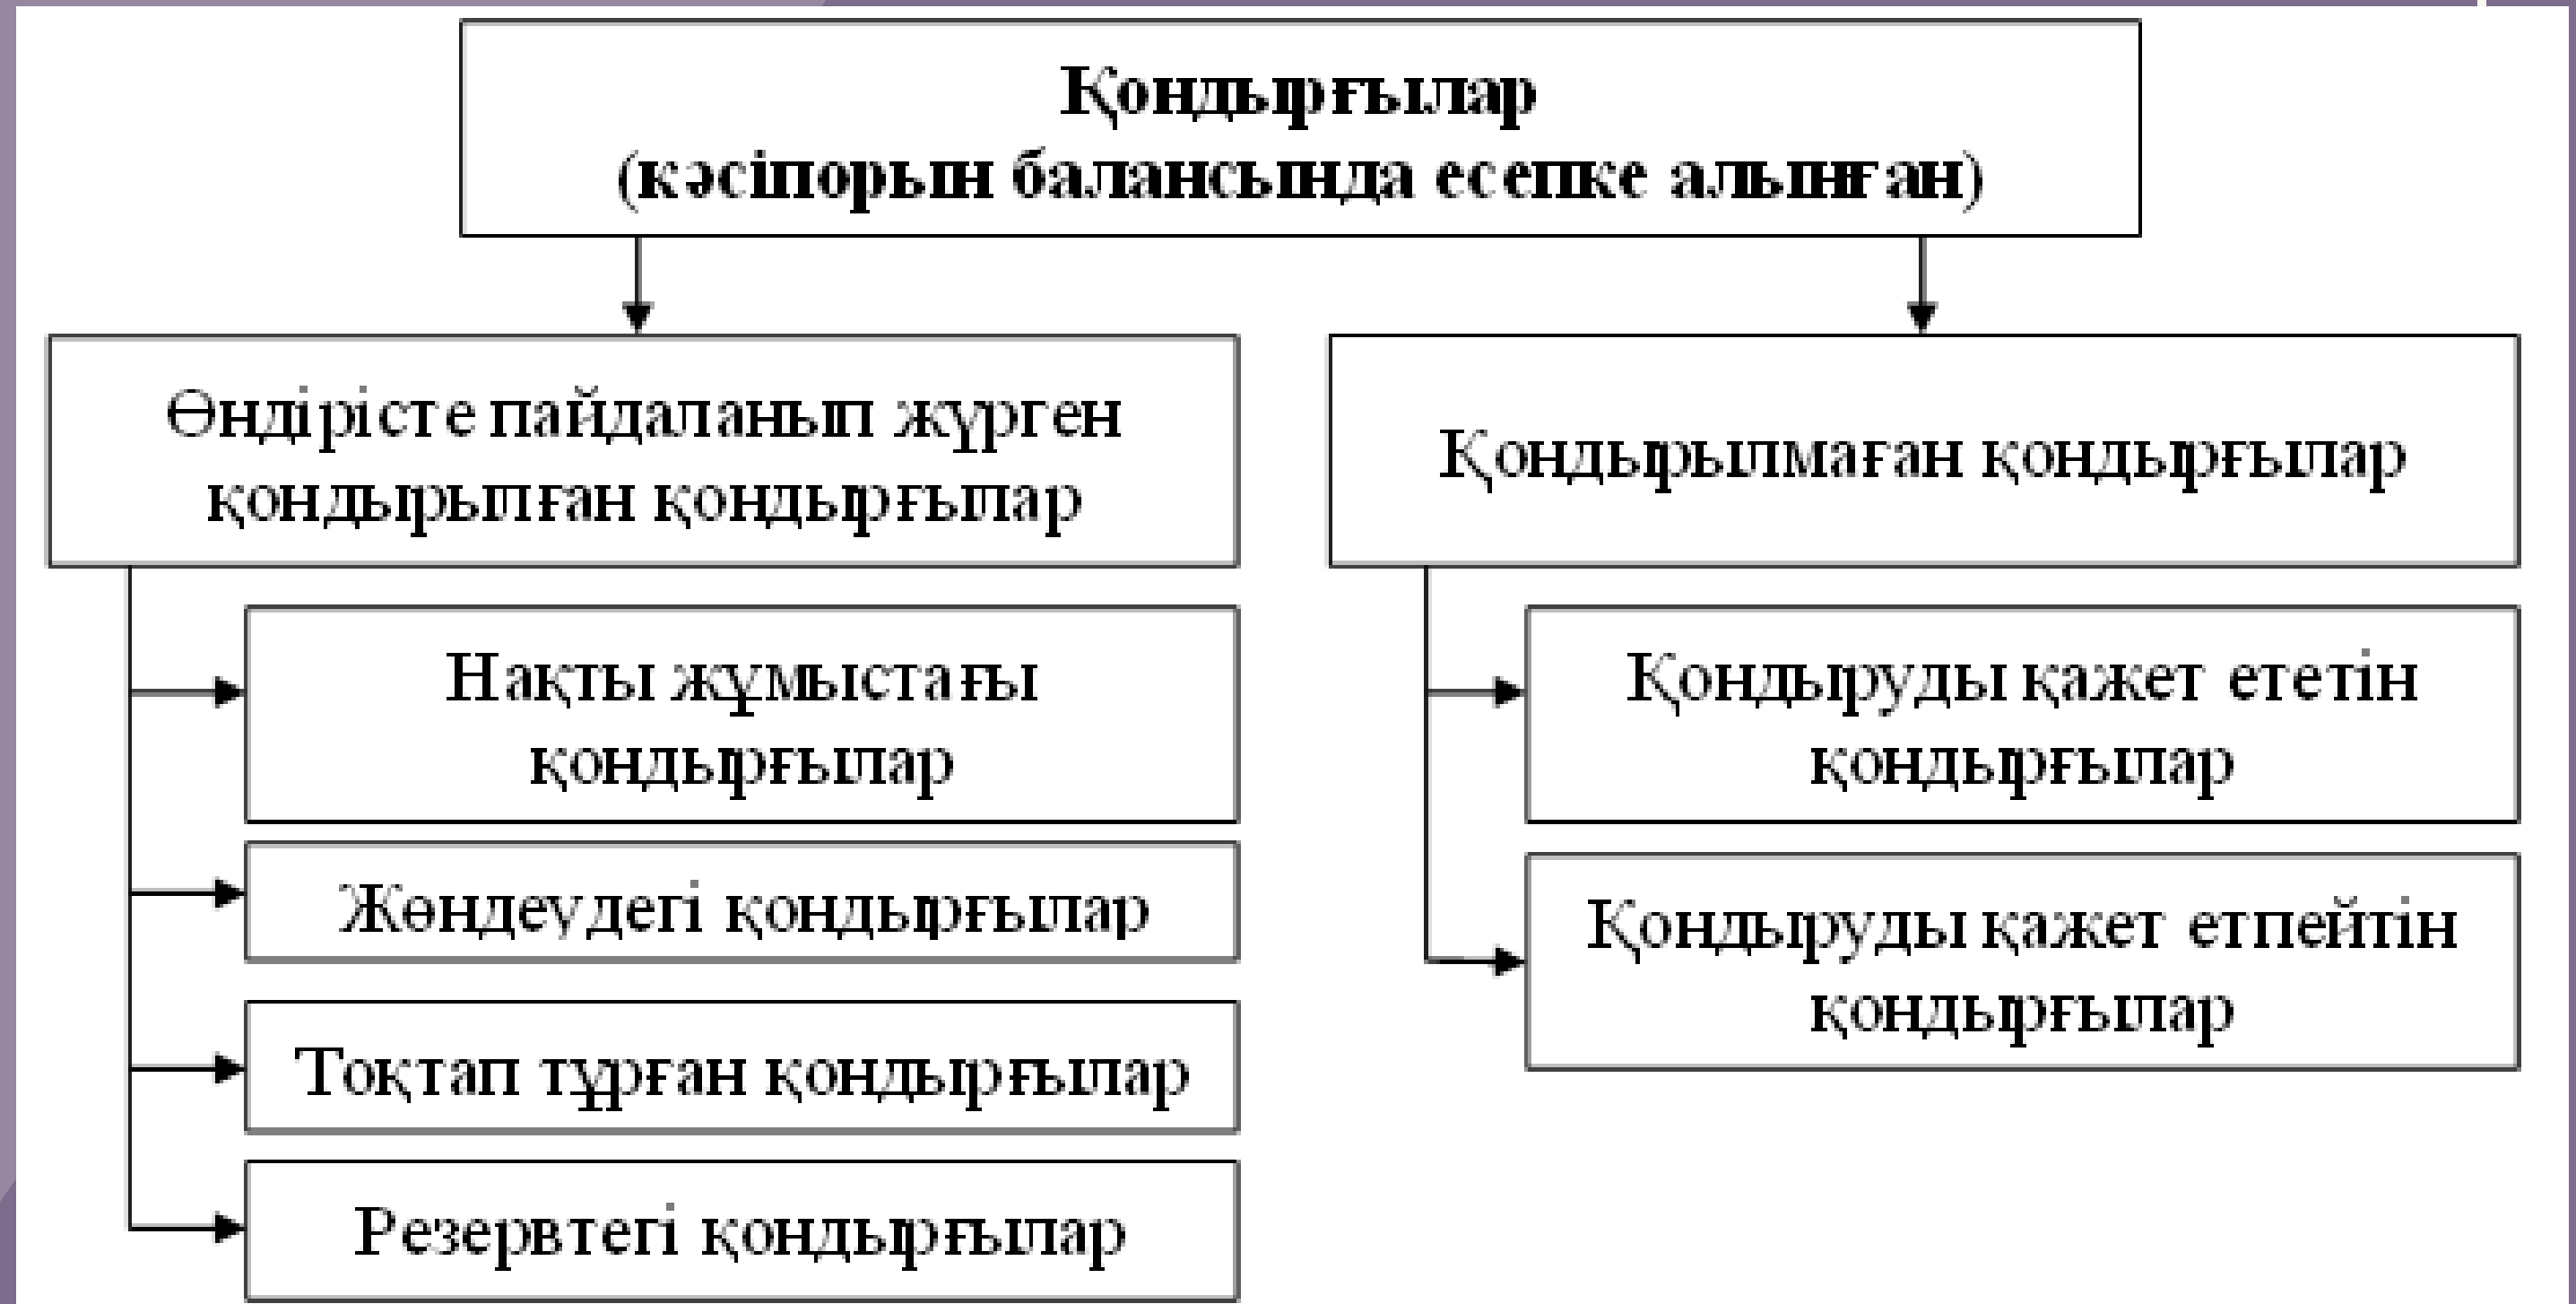 Қондырғылар
(кәсіпорын балансында есепке алынған)
Өндірісте пайдаланып жүрген
қондырылған қондырғылар
Қондырылмаған қондырғылар
Нақты жұмыстағы
қондырғылар
Жөндеудегі қондырғылар
Тоқтап тұрған қондырғылар
Резервтегі қондырғылар
Қондыруды қажет ететін
қондырғылар
Қондыруды қажет етпейтін
қондырғылар